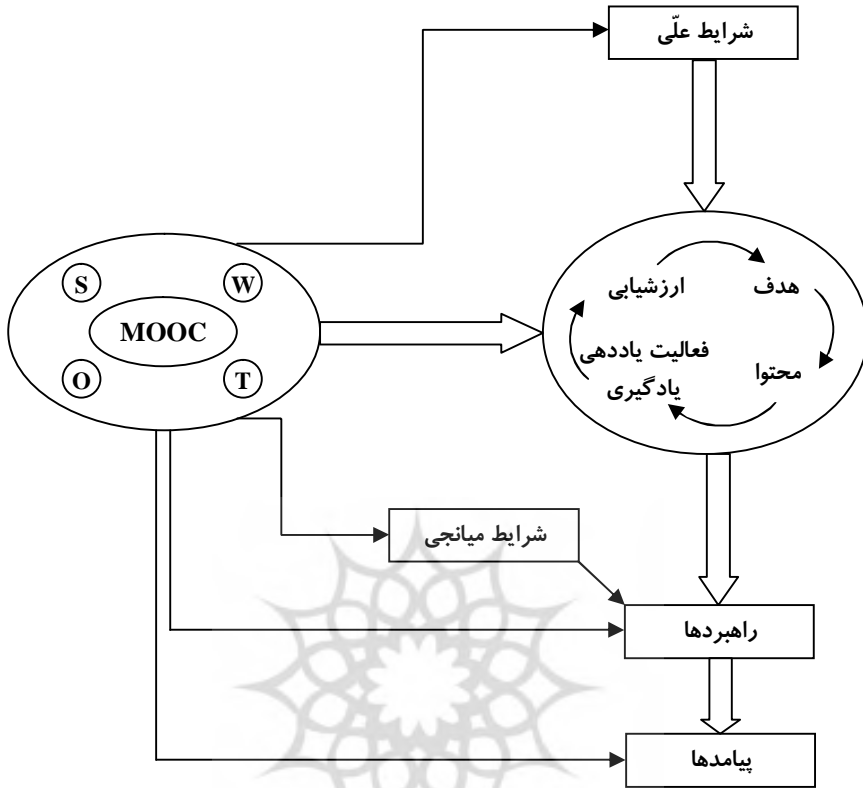 شرایط علّی
S
W
MOOC
O
T
ارزشیابی
هدف
فعالیت یاددهی
یادگیری
محتوا
شرایط میانجی
راهبردها
پیامدها